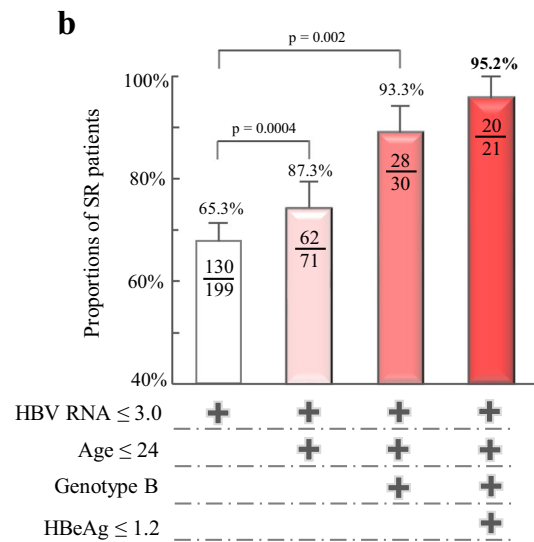 b
p = 0.002
95.2%
100%
93.3%
p = 0.0004
20
21
28
30
87.3%
80%
65.3%
62
71
130
199
60%
40%
Proportions of SR patients
HBV RNA ≤ 3.0 + + + +
Age ≤ 24 + + +
Genotype B + +
HBeAg ≤ 1.2 +